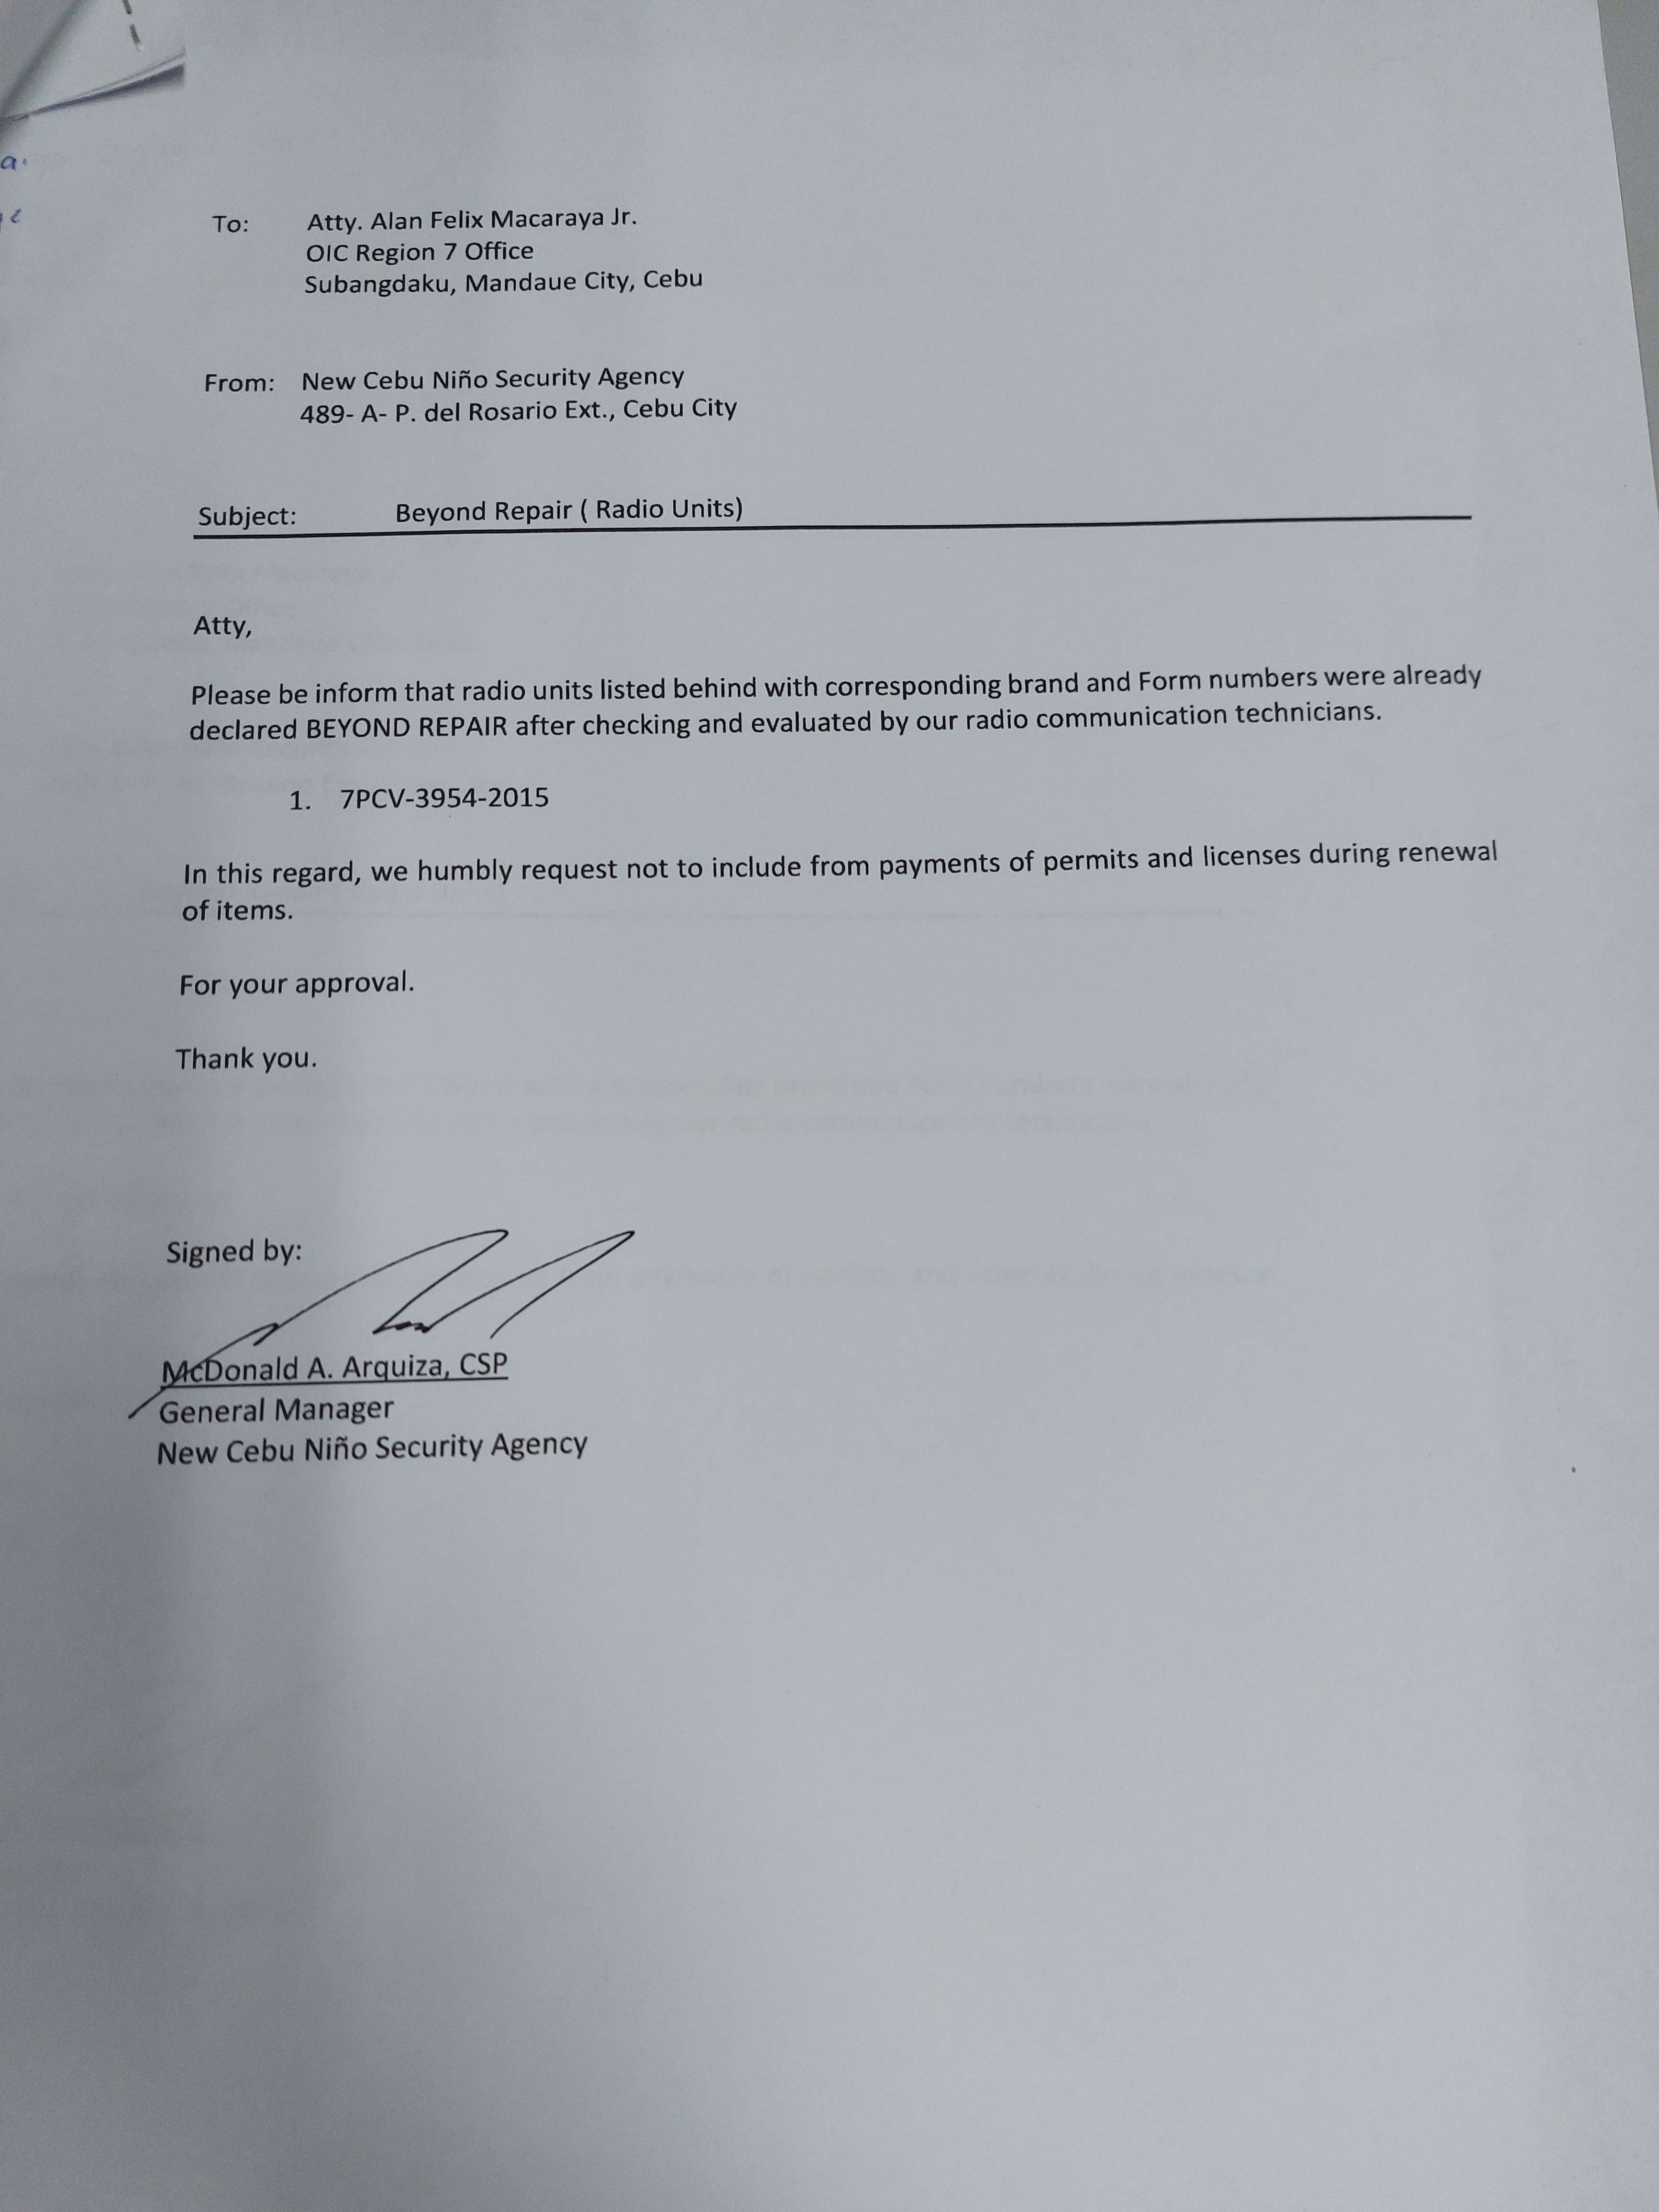 To: Atty. Alan Felix Macaraya Jr.
OIC Region 7 Office
Subangdaku, Mandaue City, Cebu
From: New Cebu Niño Security Agency
489- A- P. del Rosario Ext., Cebu City
Subject: Beyond Repair ( Radio Units)
Atty,
Please be inform that radio units listed behind with corresponding brand and Form numbers were already
declared BEYOND REPAIR after checking and evaluated by our radio communication technicians.
1. 7PCV-3954-2015
In this regard, we humbly request not to include from payments of permits and licenses during renewal
of items.
For your approval.
Thank you.
Signed by:
McDonald A. Arquiza, CSP
General Manager
New Cebu Niño Security Agency